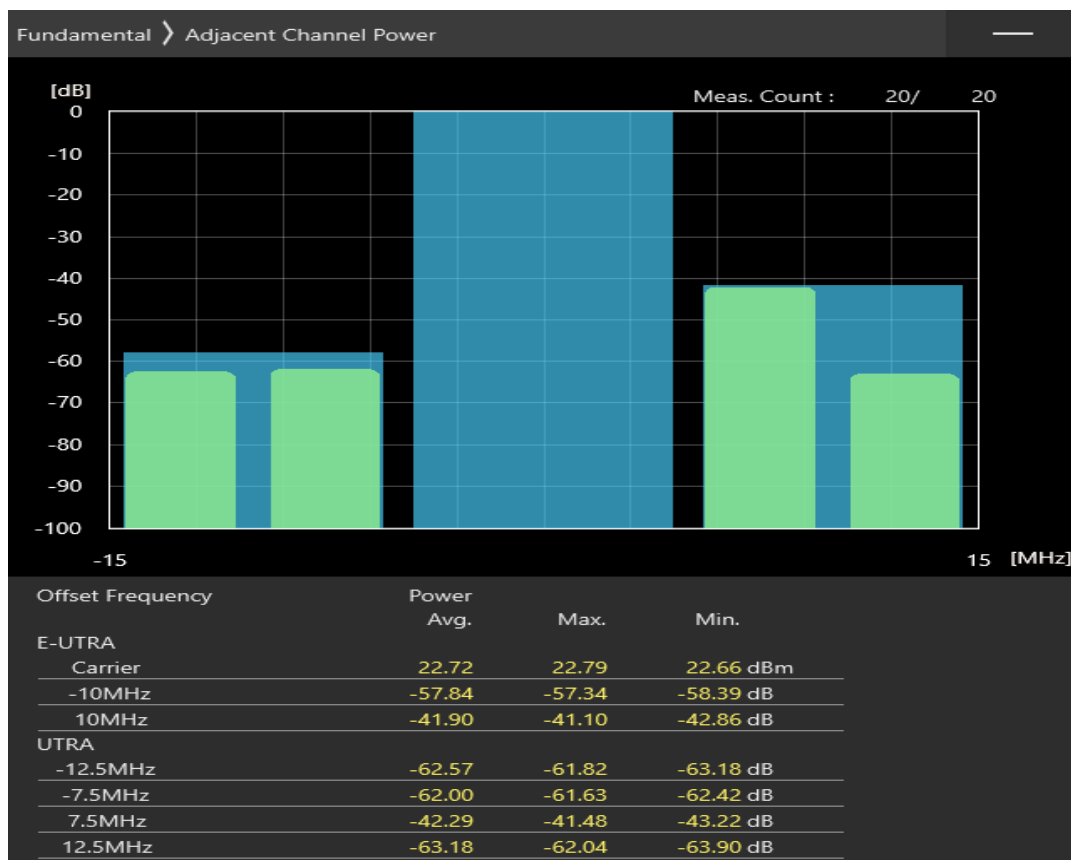 Fundamental ❯ Adjacent Channel Power
[dB]
Meas. Count : 20/ 20
0
-10
-20
-30
-40
-50
-60
-70
-80
-90
-100
-15 15 [MHz]
Offset Frequency Power
Avg. Max. Min.
E-UTRA
Carrier 22.72 22.79 22.66 dBm
-10MHz -57.84 -57.34 -58.39 dB
10MHz -41.90 -41.10 -42.86 dB
UTRA
-12.5MHz -62.57 -61.82 -63.18 dB
-7.5MHz -62.00 -61.63 -62.42 dB
7.5MHz -42.29 -41.48 -43.22 dB
12.5MHz -63.18 -62.04 -63.90 dB